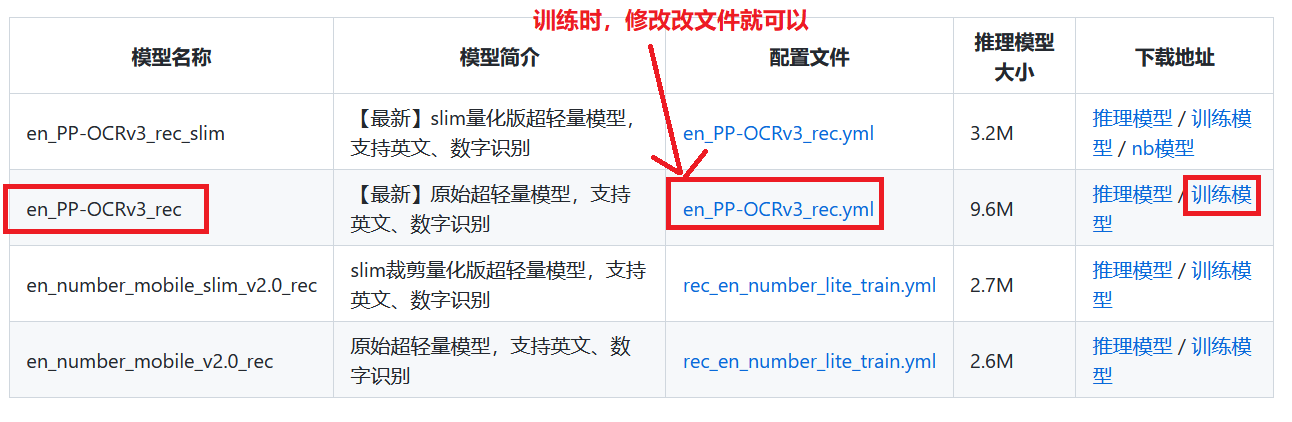 训练时，修改改文件就可以
模型名称 模型简介 配置文件 推理模型
大小 下载地址
en_PP-OCRv3_rec_slim 【最新】slim量化版超轻量模型，
支持英文、数字识别 en_PP-OCRv3_rec.yml 3.2M 推理模型 / 训练模
型 / nb模型
en_PP-OCRv3_rec 【最新】原始超轻量模型，支持
英文、数字识别 en_PP-OCRv3_rec.yml 9.6M 推理模型 / 训练模
型
en_number_mobile_slim_v2.0_rec slim裁剪量化版超轻量模型，支持
英文、数字识别 rec_en_number_lite_train.yml 2.7M 推理模型 / 训练模
型
en_number_mobile_v2.0_rec 原始超轻量模型，支持英文、数
字识别 rec_en_number_lite_train.yml 2.6M 推理模型 / 训练模
型